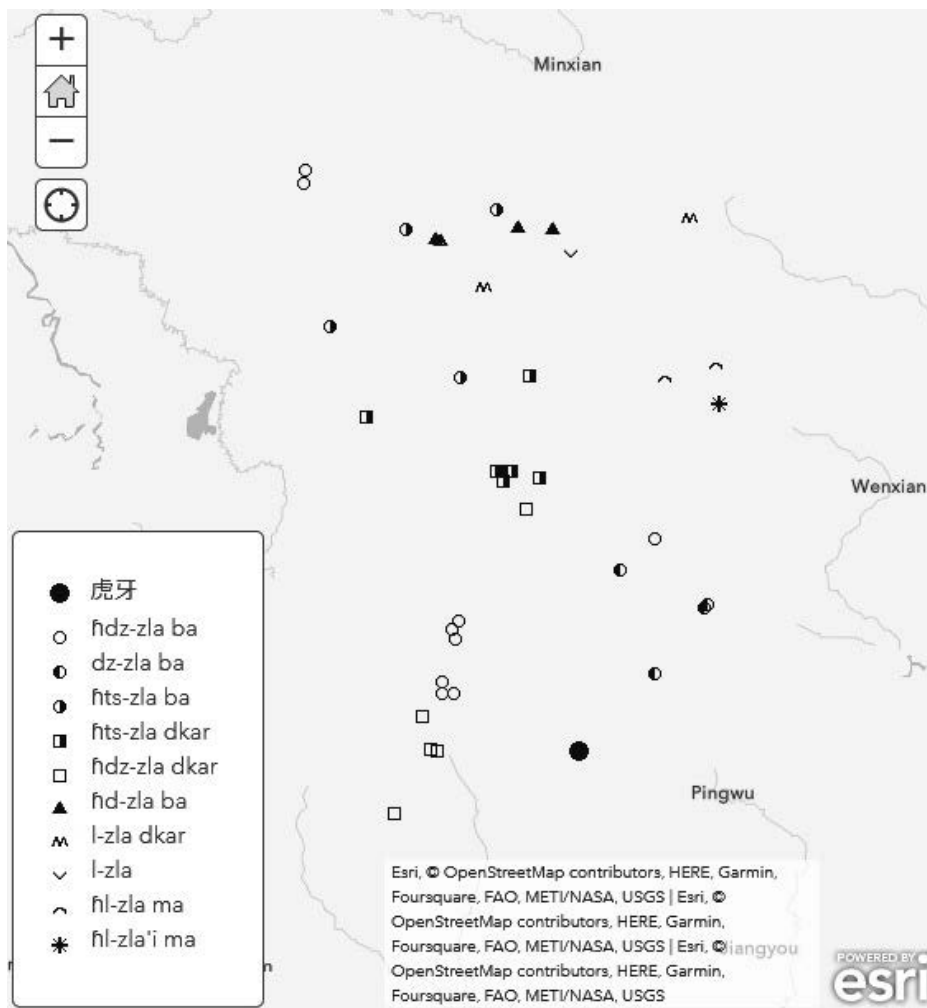 Minxian
Wenxian
虎牙
ɦdz-zla ba
dz-zla ba
ɦts-zla ba
ɦts-zla dkar
ɦdz-zla dkar
ɦd-zla ba
l-zla dkar
l-zla
ɦl-zla ma
ɦl-zla'i ma
Pingwu
Esri, © OpenStreetMap contributors, HERE, Garmin,
Foursquare, FAO, METI/NASA, USGS | Esri, ©
OpenStreetMap contributors, HERE, Garmin,
Foursquare, FAO, METI/NASA, USGS | Esri, ©
OpenStreetMap contributors, HERE, Garmin,
Foursquare, FAO, METI/NASA, USGS
Jiangyou
POWERED BY
esri